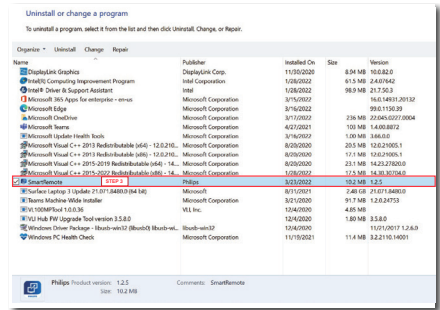 Uninstall or change a program
To uninstall a program, select it from the list and then click Uninstall, Change, or Repair.
Organize Uninstall Change Repair
Name Publisher Installed On Size Version
DisplayLink Graphics DisplayLink Corp. 11/30/2020 8.94 MB 10.0.82.0
Intel(R) Computing Improvement Program Intel Corporation 1/28/2022 61.5 MB 2.4.07642
Intel® Driver & Support Assistant Intel 1/28/2022 98.9 MB 21.7.50.3
Microsoft 365 Apps for enterprise - en-us Microsoft Corporation 3/15/2022 16.0.14931.20132
Microsoft Edge Microsoft Corporation 3/16/2022 99.0.1150.39
Microsoft OneDrive Microsoft Corporation 3/17/2022 236 MB 22.045.0227.0004
Microsoft Teams Microsoft Corporation 4/27/2021 103 MB 1.4.00.8872
Microsoft Update Health Tools Microsoft Corporation 3/16/2022 1.00 MB 3.66.0.0
Microsoft Visual C++ 2013 Redistributable (x64) - 12.0.210... Microsoft Corporation 8/20/2020 20.5 MB 12.0.21005.1
Microsoft Visual C++ 2013 Redistributable (x86) - 12.0.210... Microsoft Corporation 8/20/2020 17.1 MB 12.0.21005.1
Microsoft Visual C++ 2015-2019 Redistributable (x64) - 14.... Microsoft Corporation 8/20/2020 23.1 MB 14.23.27820.0
Microsoft Visual C++ 2015-2022 Redistributable (x86) - 14.... Microsoft Corporation 1/28/2022 17.5 MB 14.30.30704.0
SmartRemote STEP 3 Philips 3/21/2022 10.2 MB 1.2.5
Surface Laptop 3 Update 21.071.8480.0 (64 bit) Microsoft 8/31/2021 2.48 GB 21.071.8480.0
Teams Machine-Wide Installer Microsoft Corporation 3/21/2020 91.7 MB 1.2.0.24753
VL100MPTool 1.0.0.36 VLI, Inc. 12/4/2020 4.85 MB
VLI Hub FW Upgrade Tool version 3.5.8.0 12/4/2020 1.80 MB 3.5.8.0
Windows Driver Package - libusb-win32 (libusb0) libusb-wi... libusb-win32 12/4/2020 11/21/2017 1.2.6.0
Windows PC Health Check Microsoft Corporation 11/19/2021 11.4 MB 3.2.2110.14001
Philips Product version: 1.2.5 Comments: SmartRemote
Size: 10.2 MB